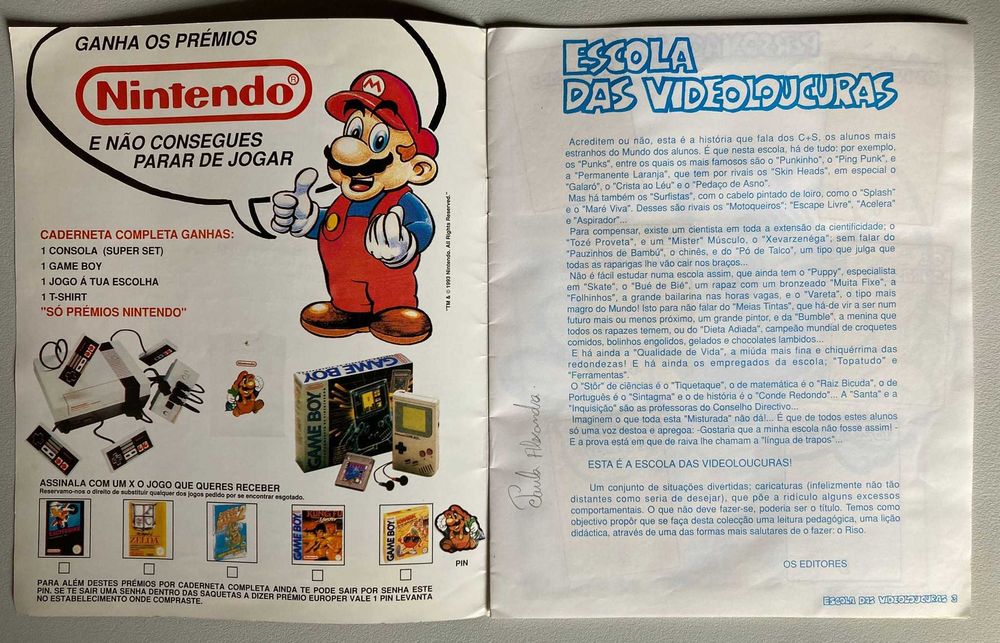 GANHA OS PRÉMIOS
Nintendo®
E NÃO CONSEGUES
PARAR DE JOGAR
"TM & © 1993 Nintendo. All Rights Reserved."
CADERNETA COMPLETA GANHAS:
1 CONSOLA (SUPER SET)
1 GAME BOY
1 JOGO Á TUA ESCOLHA
1 T-SHIRT
"SÓ PRÉMIOS NINTENDO"
Nintendo
GAME BOY
GAME BOY
ASSINALA COM UM X O JOGO QUE QUERES RECEBER
Reservamo-nos o direito de substituir qualquer dos jogos pedido por se encontrar esgotado.
ZELDA
GAME BOY
KUNG FU
GAME BOY
PIN
PARA ALÉM DESTES PRÉMIOS POR CADERNETA COMPLETA AINDA TE PODE SAIR POR SENHA ESTE
PIN. SE TE SAIR UMA SENHA DENTRO DAS SAQUETAS A DIZER PRÉMIO EUROPER VALE 1 PIN LEVANTA
NO ESTABELECIMENTO ONDE COMPRASTE.
ESCOLA
DAS VIDEOLOUCURAS
Acreditem ou não, esta é a história que fala dos C+S, os alunos mais
estranhos do Mundo dos alunos. É que nesta escola, há de tudo: por exemplo,
os "Punks", entre os quais os mais famosos são o "Punkinho", o "Ping Punk", e
a "Permanente Laranja", que tem por rivais os "Skin Heads", em especial o
"Galaró", o "Crista ao Léu" e o "Pedaço de Asno".
Mas há também os "Surfistas", com o cabelo pintado de loiro, como o "Splash"
e o "Maré Viva". Desses são rivais os "Motoqueiros"; "Escape Livre", "Acelera"
e "Aspirador"...
Para compensar, existe um cientista em toda a extensão da cientificidade; o
"Tozé Proveta", e um "Mister" Músculo, o "Xevarzenéga"; sem falar do
"Pauzinhos de Bambú", o chinês, e do "Pó de Talco", um tipo que julga que
todas as raparigas lhe vão cair nos braços...
Não é fácil estudar numa escola assim, que ainda tem o "Puppy", especialista
em "Skate", o "Bué de Bié", um rapaz com um bronzeado "Muita Fixe", a
"Folhinhos", a grande bailarina nas horas vagas, e o "Vareta", o tipo mais
magro do Mundo! Isto para não falar do "Meias Tintas", que há-de vir a ser num
futuro mais ou menos próximo, um grande pintor, e da "Bumble", a menina que
todos os rapazes temem, ou do "Dieta Adiada", campeão mundial de croquetes
comidos, bolinhos engolidos, gelados e chocolates lambidos...
E há ainda a "Qualidade de Vida", a miúda mais fina e chiquérrima das
redondezas! E há ainda os empregados da escola; "Topatudo" e
"Ferramentas".
O "Stôr" de ciências é o "Tiquetaque", o de matemática é o "Raiz Bicuda", o de
Português é o "Sintagma" e o de história é o "Conde Redondo"... A "Santa" e a
"Inquisição" são as professoras do Conselho Directivo...
Imaginem o que toda esta "Misturada" não dá!... É que de todos estes alunos
só uma voz destoa e apregoa: -Gostaria que a minha escola não fosse assim! -
E a prova está em que de raiva lhe chamam a "língua de trapos"...
ESTA É A ESCOLA DAS VIDEOLOUCURAS!
Um conjunto de situações divertidas; caricaturas (infelizmente não tão
distantes como seria de desejar), que põe a ridículo alguns excessos
comportamentais. O que não deve fazer-se, poderia ser o título. Temos como
objectivo propôr que se faça desta colecção uma leitura pedagógica, uma lição
didáctica, através de uma das formas mais salutares de o fazer: o Riso.
OS EDITORES
ESCOLA DAS VIDEOLOUCURAS 3